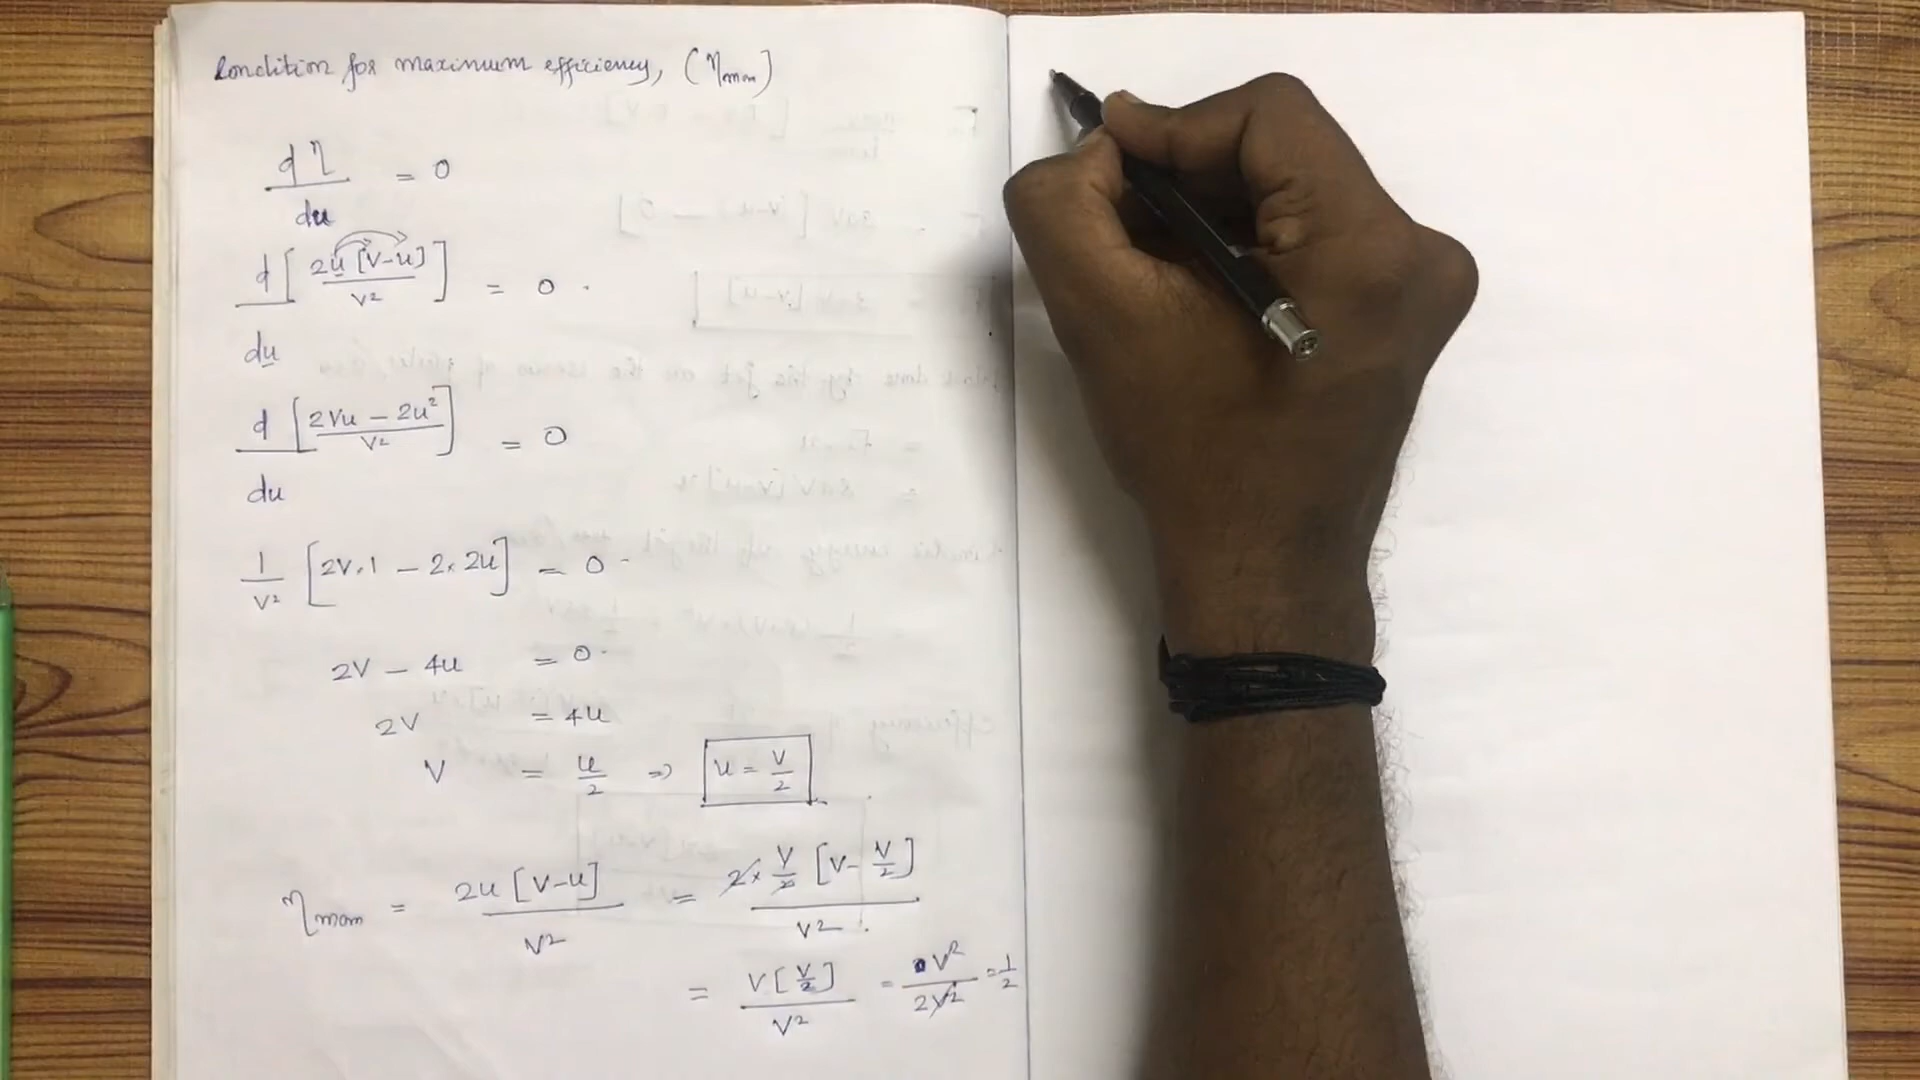 Condition for maximum efficiency, (ηmax)
dη/du = 0
d/du [2u[V-u]/V²] = 0.
d/du [2Vu - 2u²/V²] = 0
1/V² [2V.1 - 2×2u] = 0.
2V - 4u = 0.
2V = 4u
V = u/2 => u = V/2
ηmax = 2u[V-u]/V² = 2×V/2 [V-V/2]/V²
= V[V/2]/V² = V²/2V² = 1/2